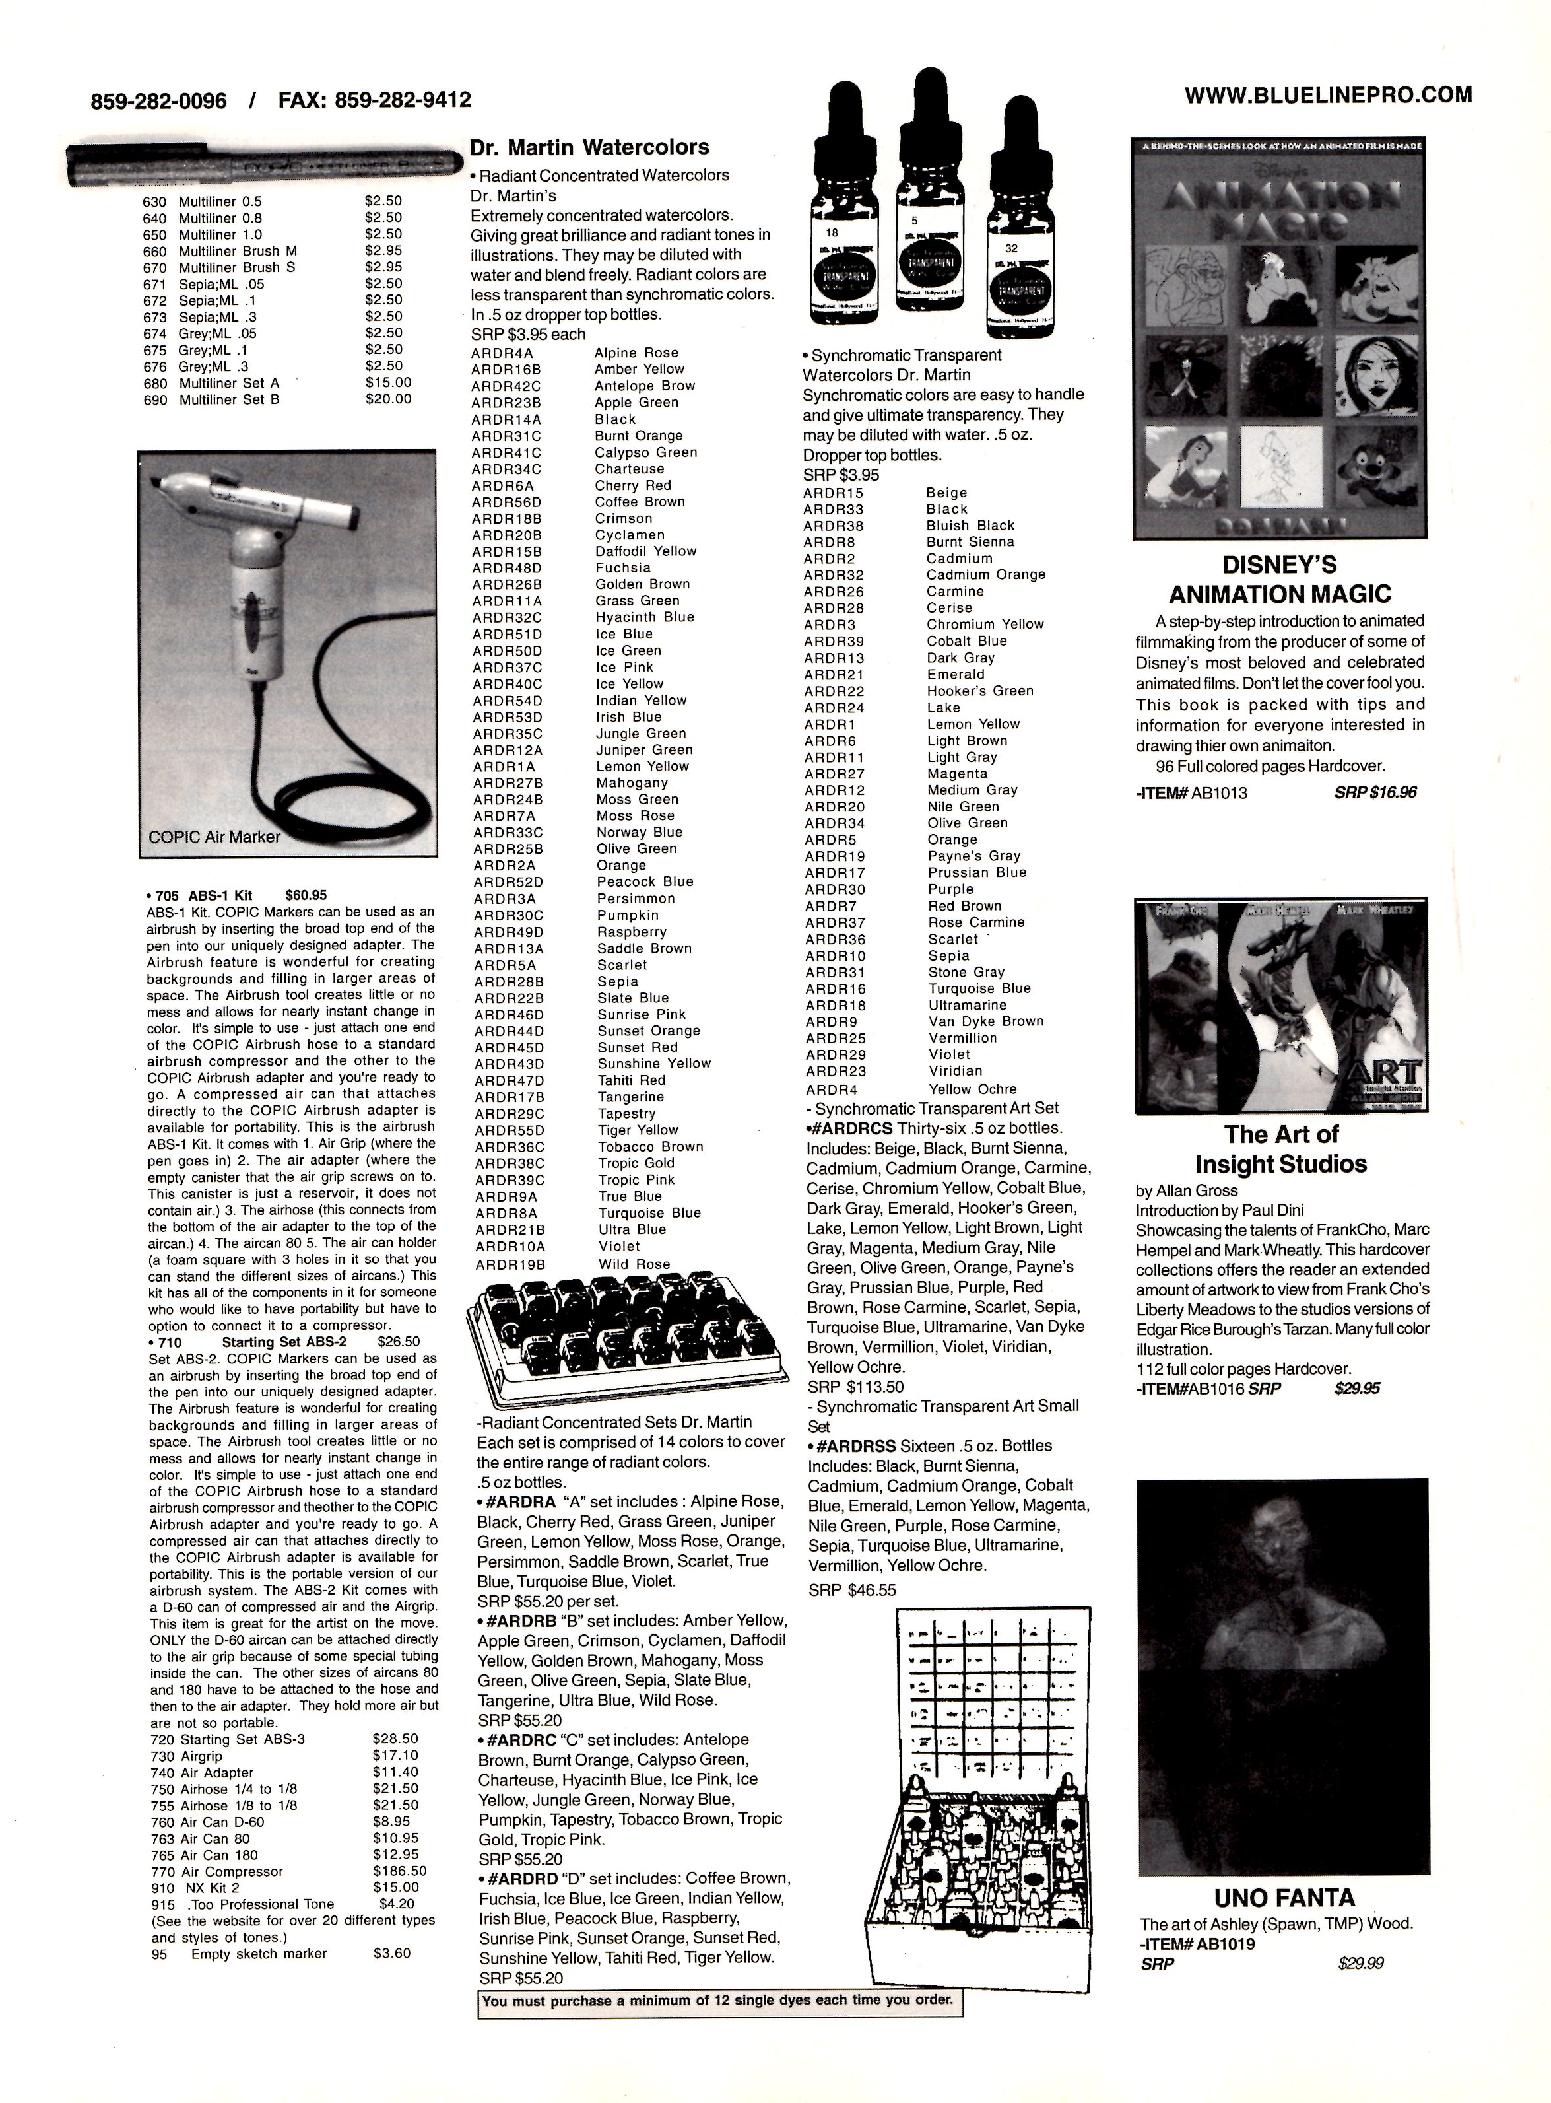 859-282-0096 / FAX: 859-282-9412
WWW.BLUELINEPRO.COM
630 Multiliner 0.5 $2.50
640 Multiliner 0.8 $2.50
650 Multiliner 1.0 $2.50
660 Multiliner Brush M $2.95
670 Multiliner Brush S $2.95
671 Sepia;ML .05 $2.50
672 Sepia;ML .1 $2.50
673 Sepia;ML .3 $2.50
674 Grey;ML .05 $2.50
675 Grey;ML .1 $2.50
676 Grey;ML .3 $2.50
680 Multiliner Set A $15.00
690 Multiliner Set B $20.00
COPIC Air Marker
• 705 ABS-1 Kit $60.95
ABS-1 Kit. COPIC Markers can be used as an
airbrush by inserting the broad top end of the
pen into our uniquely designed adapter. The
Airbrush feature is wonderful for creating
backgrounds and filling in larger areas of
space. The Airbrush tool creates little or no
mess and allows for nearly instant change in
color. It's simple to use - just attach one end
of the COPIC Airbrush hose to a standard
airbrush compressor and the other to the
COPIC Airbrush adapter and you're ready to
go. A compressed air can that attaches
directly to the COPIC Airbrush adapter is
available for portability. This is the airbrush
ABS-1 Kit. It comes with 1. Air Grip (where the
pen goes in) 2. The air adapter (where the
empty canister that the air grip screws on to.
This canister is just a reservoir, it does not
contain air.) 3. The airhose (this connects from
the bottom of the air adapter to the top of the
aircan.) 4. The aircan 80 5. The air can holder
(a foam square with 3 holes in it so that you
can stand the different sizes of aircans.) This
kit has all of the components in it for someone
who would like to have portability but have to
option to connect it to a compressor.
• 710 Starting Set ABS-2 $26.50
Set ABS-2. COPIC Markers can be used as
an airbrush by inserting the broad top end of
the pen into our uniquely designed adapter.
The Airbrush feature is wonderful for creating
backgrounds and filling in larger areas of
space. The Airbrush tool creates little or no
mess and allows for nearly instant change in
color. It's simple to use - just attach one end
of the COPIC Airbrush hose to a standard
airbrush compressor and theother to the COPIC
Airbrush adapter and you're ready to go. A
compressed air can that attaches directly to
the COPIC Airbrush adapter is available for
portability. This is the portable version of our
airbrush system. The ABS-2 Kit comes with
a D-60 can of compressed air and the Airgrip.
This item is great for the artist on the move.
ONLY the D-60 aircan can be attached directly
to the air grip because of some special tubing
inside the can. The other sizes of aircans 80
and 180 have to be attached to the hose and
then to the air adapter. They hold more air but
are not so portable.
720 Starting Set ABS-3 $28.50
730 Airgrip $17.10
740 Air Adapter $11.40
750 Airhose 1/4 to 1/8 $21.50
755 Airhose 1/8 to 1/8 $21.50
760 Air Can D-60 $8.95
763 Air Can 80 $10.95
765 Air Can 180 $12.95
770 Air Compressor $186.50
910 NX Kit 2 $15.00
915 .Too Professional Tone $4.20
(See the website for over 20 different types
and styles of tones.)
95 Empty sketch marker $3.60
Dr. Martin Watercolors
• Radiant Concentrated Watercolors
Dr. Martin's
Extremely concentrated watercolors.
Giving great brilliance and radiant tones in
illustrations. They may be diluted with
water and blend freely. Radiant colors are
less transparent than synchromatic colors.
In .5 oz dropper top bottles.
SRP $3.95 each
ARDR4A Alpine Rose
ARDR16B Amber Yellow
ARDR42C Antelope Brow
ARDR23B Apple Green
ARDR14A Black
ARDR31C Burnt Orange
ARDR41C Calypso Green
ARDR34C Charteuse
ARDR6A Cherry Red
ARDR56D Coffee Brown
ARDR18B Crimson
ARDR20B Cyclamen
ARDR15B Daffodil Yellow
ARDR48D Fuchsia
ARDR26B Golden Brown
ARDR11A Grass Green
ARDR32C Hyacinth Blue
ARDR51D Ice Blue
ARDR50D Ice Green
ARDR37C Ice Pink
ARDR40C Ice Yellow
ARDR54D Indian Yellow
ARDR53D Irish Blue
ARDR35C Jungle Green
ARDR12A Juniper Green
ARDR1A Lemon Yellow
ARDR27B Mahogany
ARDR24B Moss Green
ARDR7A Moss Rose
ARDR33C Norway Blue
ARDR25B Olive Green
ARDR2A Orange
ARDR52D Peacock Blue
ARDR3A Persimmon
ARDR30C Pumpkin
ARDR49D Raspberry
ARDR13A Saddle Brown
ARDR5A Scarlet
ARDR28B Sepia
ARDR22B Slate Blue
ARDR46D Sunrise Pink
ARDR44D Sunset Orange
ARDR45D Sunset Red
ARDR43D Sunshine Yellow
ARDR47D Tahiti Red
ARDR17B Tangerine
ARDR29C Tapestry
ARDR55D Tiger Yellow
ARDR36C Tobacco Brown
ARDR38C Tropic Gold
ARDR39C Tropic Pink
ARDR9A True Blue
ARDR8A Turquoise Blue
ARDR21B Ultra Blue
ARDR10A Violet
ARDR19B Wild Rose
-Radiant Concentrated Sets Dr. Martin
Each set is comprised of 14 colors to cover
the entire range of radiant colors.
.5 oz bottles.
• #ARDRA "A" set includes : Alpine Rose,
Black, Cherry Red, Grass Green, Juniper
Green, Lemon Yellow, Moss Rose, Orange,
Persimmon, Saddle Brown, Scarlet, True
Blue, Turquoise Blue, Violet.
SRP $55.20 per set.
• #ARDRB "B" set includes: Amber Yellow,
Apple Green, Crimson, Cyclamen, Daffodil
Yellow, Golden Brown, Mahogany, Moss
Green, Olive Green, Sepia, Slate Blue,
Tangerine, Ultra Blue, Wild Rose.
SRP $55.20
• #ARDRC "C" set includes: Antelope
Brown, Burnt Orange, Calypso Green,
Charteuse, Hyacinth Blue, Ice Pink, Ice
Yellow, Jungle Green, Norway Blue,
Pumpkin, Tapestry, Tobacco Brown, Tropic
Gold, Tropic Pink.
SRP $55.20
• #ARDRD "D" set includes: Coffee Brown,
Fuchsia, Ice Blue, Ice Green, Indian Yellow,
Irish Blue, Peacock Blue, Raspberry,
Sunrise Pink, Sunset Orange, Sunset Red,
Sunshine Yellow, Tahiti Red, Tiger Yellow.
SRP $55.20
You must purchase a minimum of 12 single dyes each time you order.
18
5
32
TRANSPARENT
TRANSPARENT
TRANSPARENT
• Synchromatic Transparent
Watercolors Dr. Martin
Synchromatic colors are easy to handle
and give ultimate transparency. They
may be diluted with water. .5 oz.
Dropper top bottles.
SRP $3.95
ARDR15 Beige
ARDR33 Black
ARDR38 Bluish Black
ARDR8 Burnt Sienna
ARDR2 Cadmium
ARDR32 Cadmium Orange
ARDR26 Carmine
ARDR28 Cerise
ARDR3 Chromium Yellow
ARDR39 Cobalt Blue
ARDR13 Dark Gray
ARDR21 Emerald
ARDR22 Hooker's Green
ARDR24 Lake
ARDR1 Lemon Yellow
ARDR6 Light Brown
ARDR11 Light Gray
ARDR27 Magenta
ARDR12 Medium Gray
ARDR20 Nile Green
ARDR34 Olive Green
ARDR5 Orange
ARDR19 Payne's Gray
ARDR17 Prussian Blue
ARDR30 Purple
ARDR7 Red Brown
ARDR37 Rose Carmine
ARDR36 Scarlet
ARDR10 Sepia
ARDR31 Stone Gray
ARDR16 Turquoise Blue
ARDR18 Ultramarine
ARDR9 Van Dyke Brown
ARDR25 Vermillion
ARDR29 Violet
ARDR23 Viridian
ARDR4 Yellow Ochre
- Synchromatic Transparent Art Set
•#ARDRCS Thirty-six .5 oz bottles.
Includes: Beige, Black, Burnt Sienna,
Cadmium, Cadmium Orange, Carmine,
Cerise, Chromium Yellow, Cobalt Blue,
Dark Gray, Emerald, Hooker's Green,
Lake, Lemon Yellow, Light Brown, Light
Gray, Magenta, Medium Gray, Nile
Green, Olive Green, Orange, Payne's
Gray, Prussian Blue, Purple, Red
Brown, Rose Carmine, Scarlet, Sepia,
Turquoise Blue, Ultramarine, Van Dyke
Brown, Vermillion, Violet, Viridian,
Yellow Ochre.
SRP $113.50
- Synchromatic Transparent Art Small
Set
• #ARDRSS Sixteen .5 oz. Bottles
Includes: Black, Burnt Sienna,
Cadmium, Cadmium Orange, Cobalt
Blue, Emerald, Lemon Yellow, Magenta,
Nile Green, Purple, Rose Carmine,
Sepia, Turquoise Blue, Ultramarine,
Vermillion, Yellow Ochre.
SRP $46.55
A BEHIND-THE-SCENES LOOK AT HOW AN ANIMATED FILM IS MADE
Disney's
ANIMATION
MAGIC
DON HAHN
DISNEY'S
ANIMATION MAGIC
A step-by-step introduction to animated
filmmaking from the producer of some of
Disney's most beloved and celebrated
animated films. Don't let the cover fool you.
This book is packed with tips and
information for everyone interested in
drawing thier own animaiton.
96 Full colored pages Hardcover.
-ITEM# AB1013 SRP $16.96
FRANK CHO MARC HEMPEL MARK WHEATLEY
ART
Insight Studios
ALLAN GROSS
The Art of
Insight Studios
by Allan Gross
Introduction by Paul Dini
Showcasing the talents of FrankCho, Marc
Hempel and Mark Wheatly. This hardcover
collections offers the reader an extended
amount of artwork to view from Frank Cho's
Liberty Meadows to the studios versions of
Edgar Rice Burough's Tarzan. Many full color
illustration.
112 full color pages Hardcover.
-ITEM#AB1016 SRP $29.95
UNO FANTA
The art of Ashley (Spawn, TMP) Wood.
-ITEM# AB1019
SRP $29.99